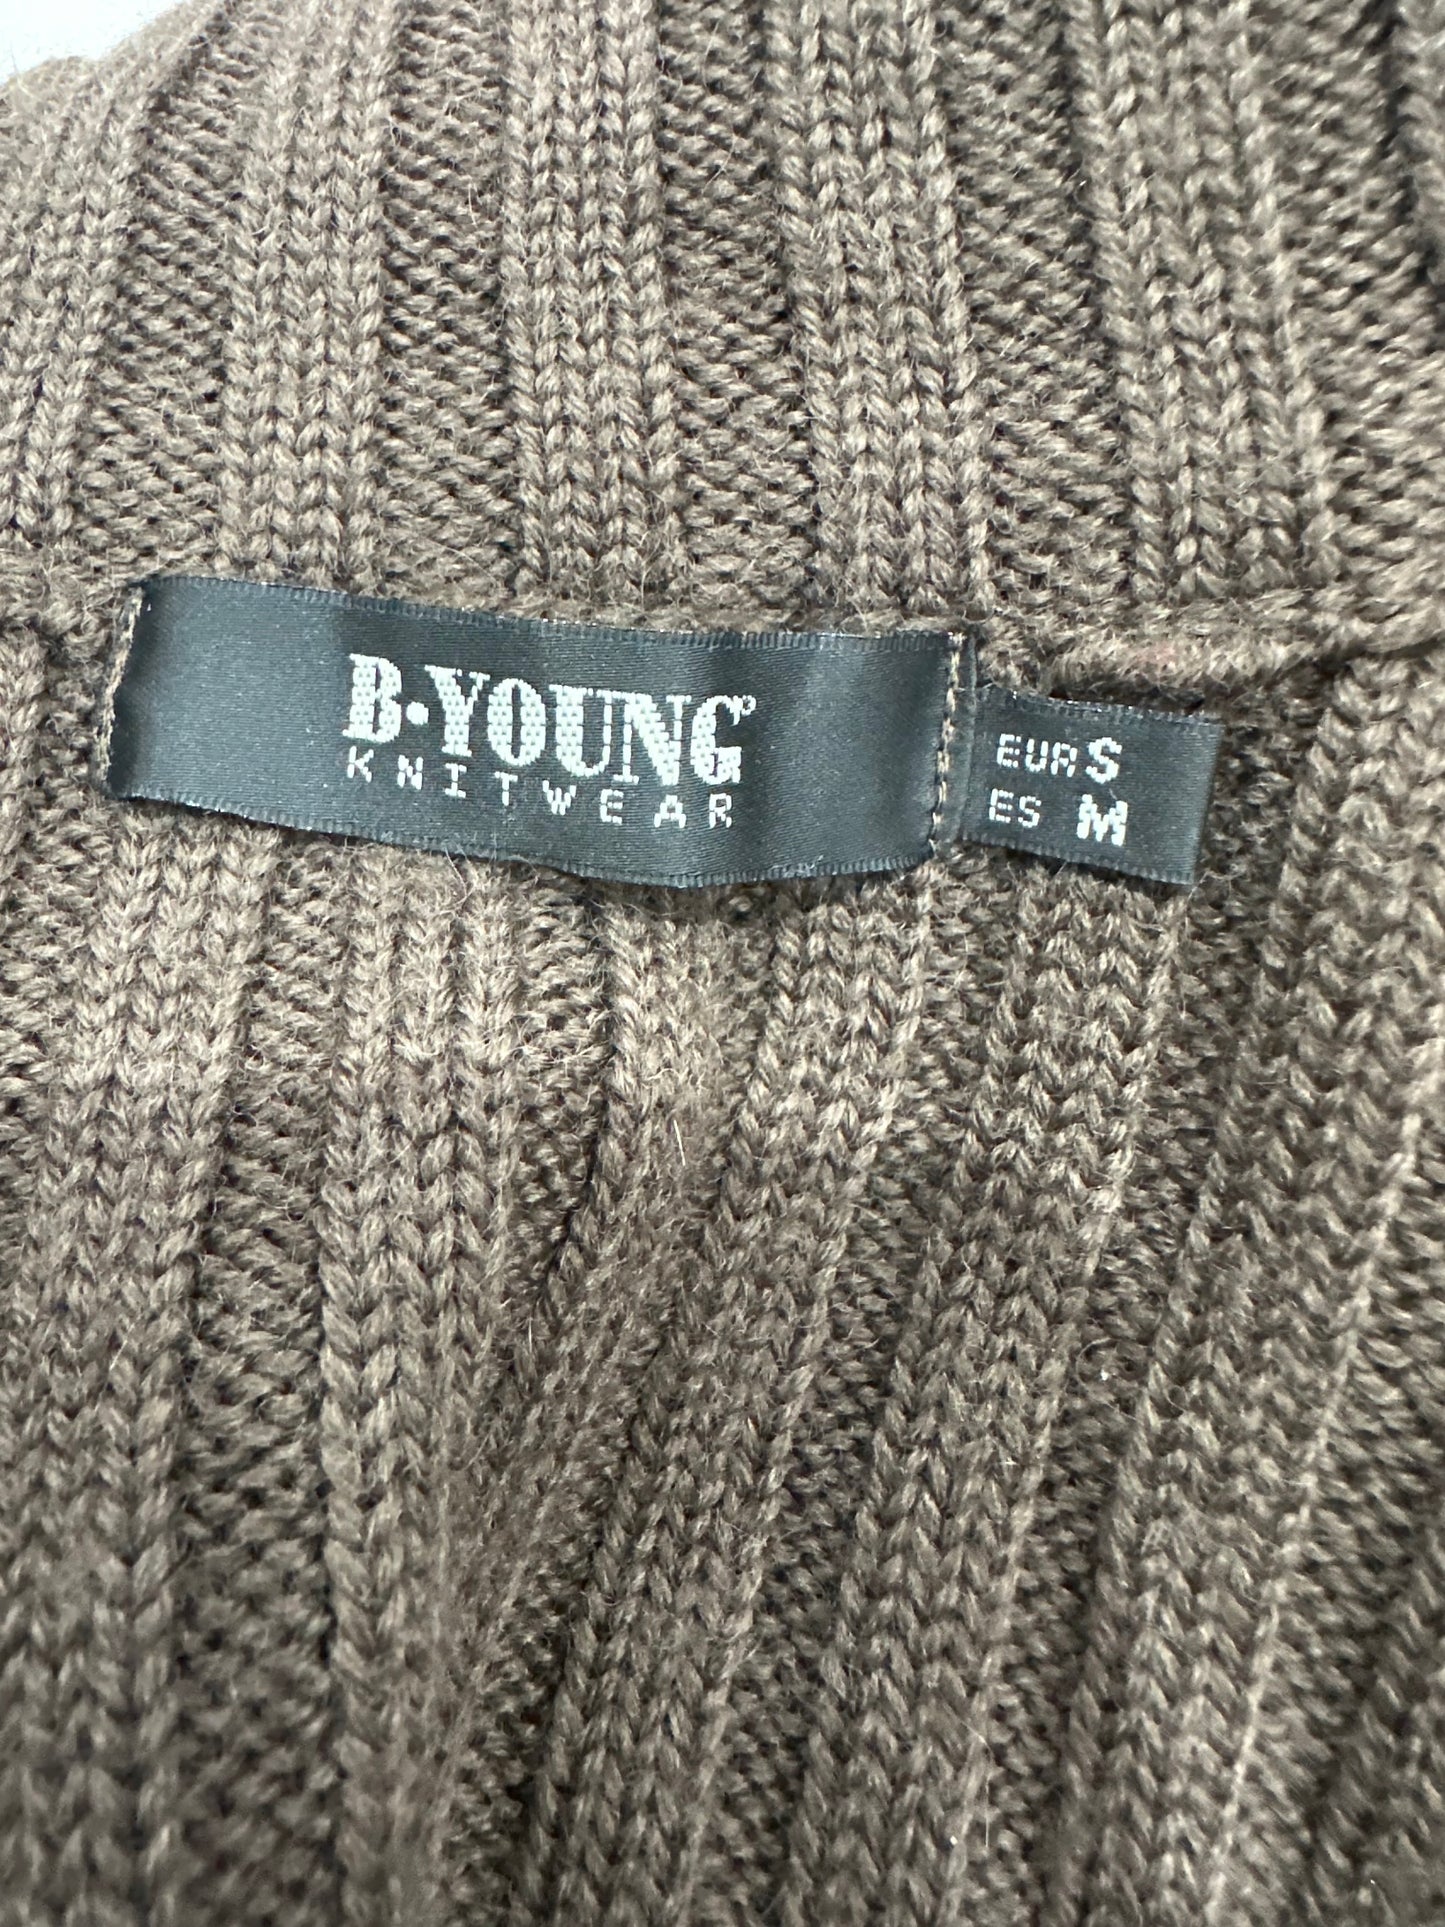 B·YOUNG
KNITWEAR
EUR S
ES M